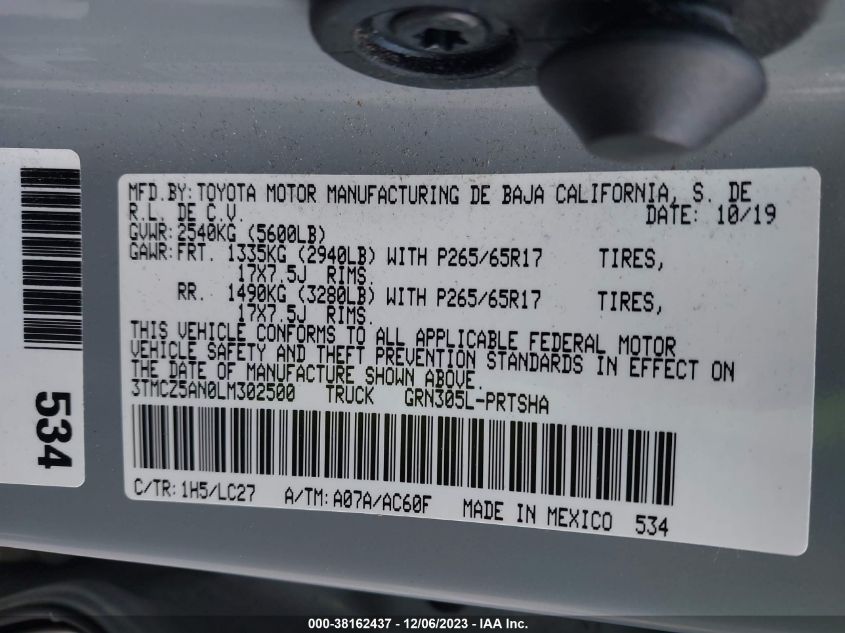 MFD.BY:TOYOTA MOTOR MANUFACTURING DE BAJA CALIFORNIA, S. DE
R.L. DE C.V. DATE: 10/19
GVWR:2540KG (5600LB)
GAWR:FRT. 1335KG (2940LB) WITH P265/65R17 TIRES,
17X7.5J RIMS.
RR. 1490KG (3280LB) WITH P265/65R17 TIRES,
17X7.5J RIMS.
THIS VEHICLE CONFORMS TO ALL APPLICABLE FEDERAL MOTOR
VEHICLE SAFETY AND THEFT PREVENTION STANDARDS IN EFFECT ON
THE DATE OF MANUFACTURE SHOWN ABOVE.
3TMCZ5AN0LM302500 TRUCK GRN305L-PRTSHA
C/TR:1H5/LC27 A/TM:A07A/AC60F MADE IN MEXICO 534
534
000-38162437 - 12/06/2023 - IAA Inc.